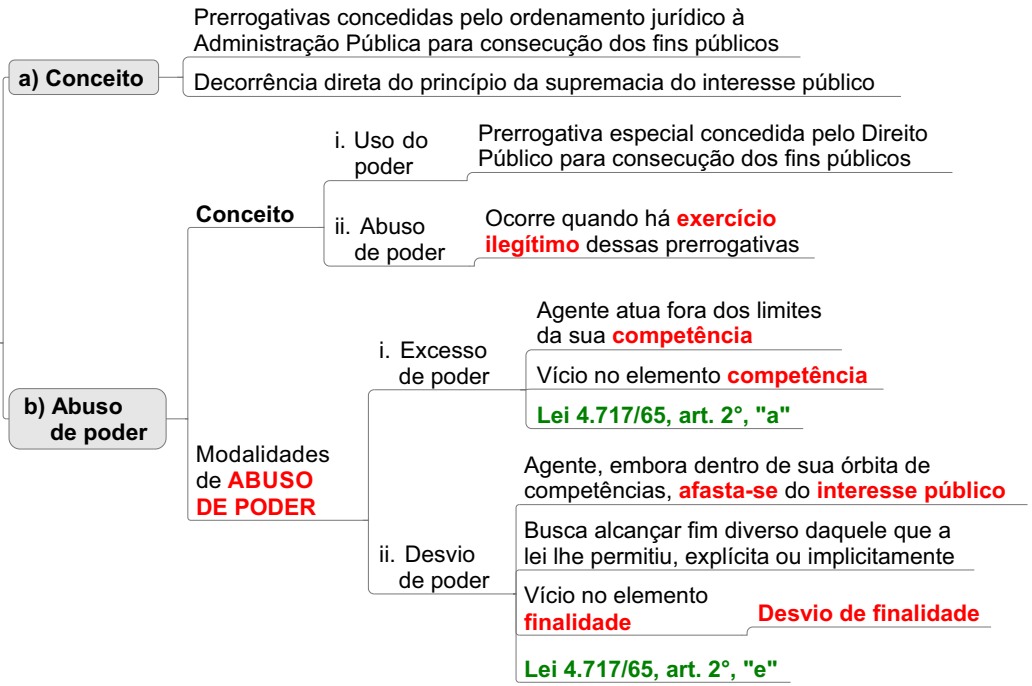 a) Conceito
Prerrogativas concedidas pelo ordenamento jurídico à
Administração Pública para consecução dos fins públicos
Decorrência direta do princípio da supremacia do interesse público
b) Abuso
de poder
Conceito
i. Uso do
poder
Prerrogativa especial concedida pelo Direito
Público para consecução dos fins públicos
ii. Abuso
de poder
Ocorre quando há exercício
ilegítimo dessas prerrogativas
Modalidades
de ABUSO
DE PODER
i. Excesso
de poder
Agente atua fora dos limites
da sua competência
Vício no elemento competência
Lei 4.717/65, art. 2°, "a"
ii. Desvio
de poder
Agente, embora dentro de sua órbita de
competências, afasta-se do interesse público
Busca alcançar fim diverso daquele que a
lei lhe permitiu, explícita ou implicitamente
Vício no elemento
finalidade
Desvio de finalidade
Lei 4.717/65, art. 2°, "e"